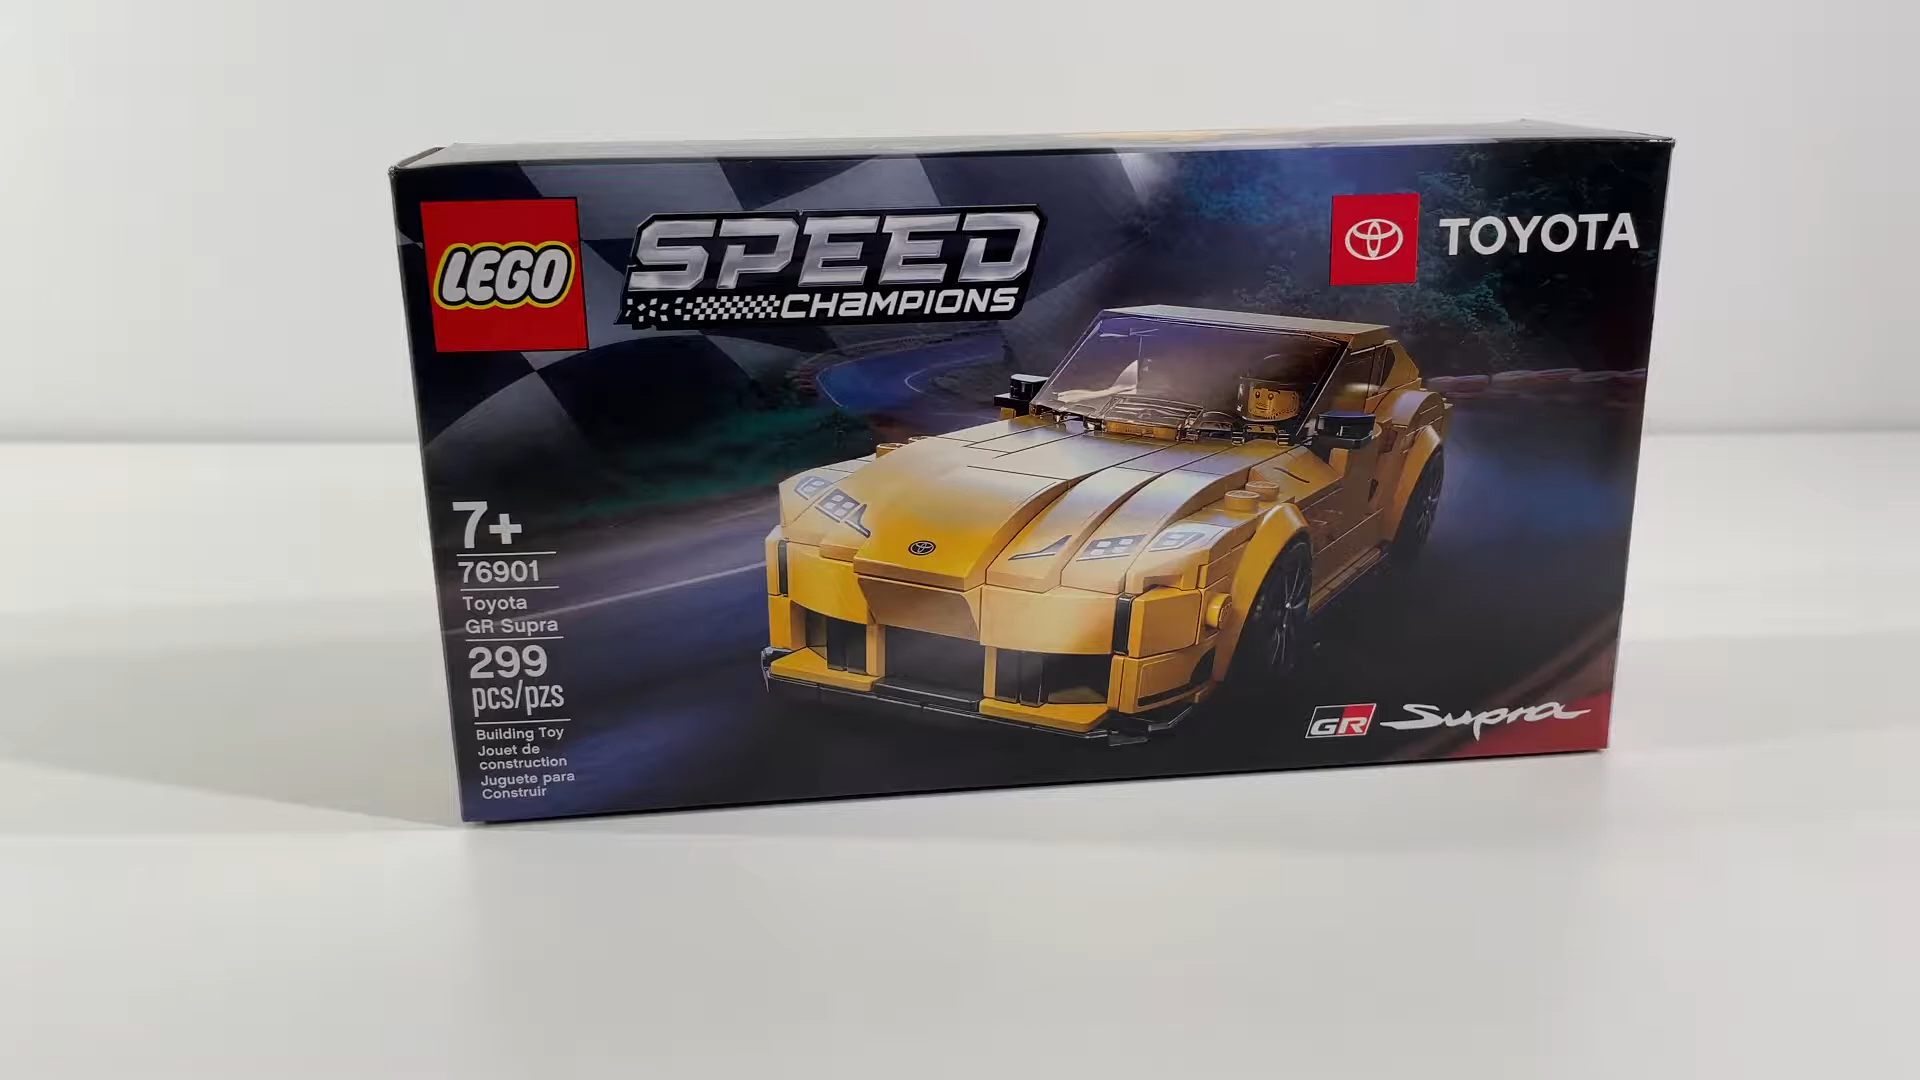 LEGO
SPEED
CHAMPIONS
TOYOTA
7+
76901
Toyota
GR Supra
299
pcs/pzs
Building Toy
Jouet de
construction
Juguete para
Construir
GR Supra